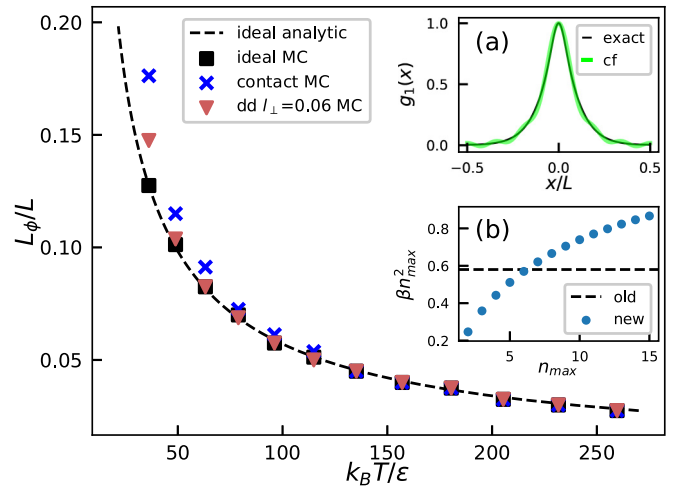 0.20
0.15
0.10
0.05
L_ϕ/L
50
100
150
200
250
k_BT/ε
ideal analytic
ideal MC
contact MC
dd l_⊥=0.06 MC
(a)
exact
cf
1.0
0.5
0.0
g_1(x)
−0.5
0.0
0.5
x/L
(b)
old
new
0.8
0.6
0.4
0.2
βn²_max
5
10
15
n_max